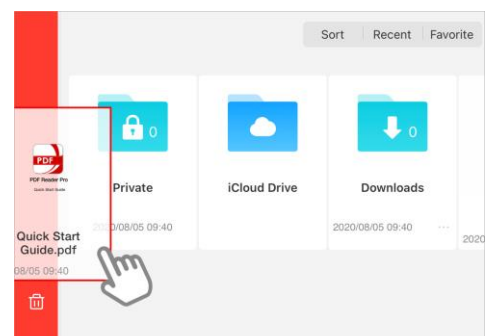 Sort Recent Favorite
0
0
PDF
PDF Reader Pro
Quick Start Guide
Private
iCloud Drive
Downloads
0/08/05 09:40
2020/08/05 09:40 ...
2020
Quick Start
Guide.pdf
08/05 09:40